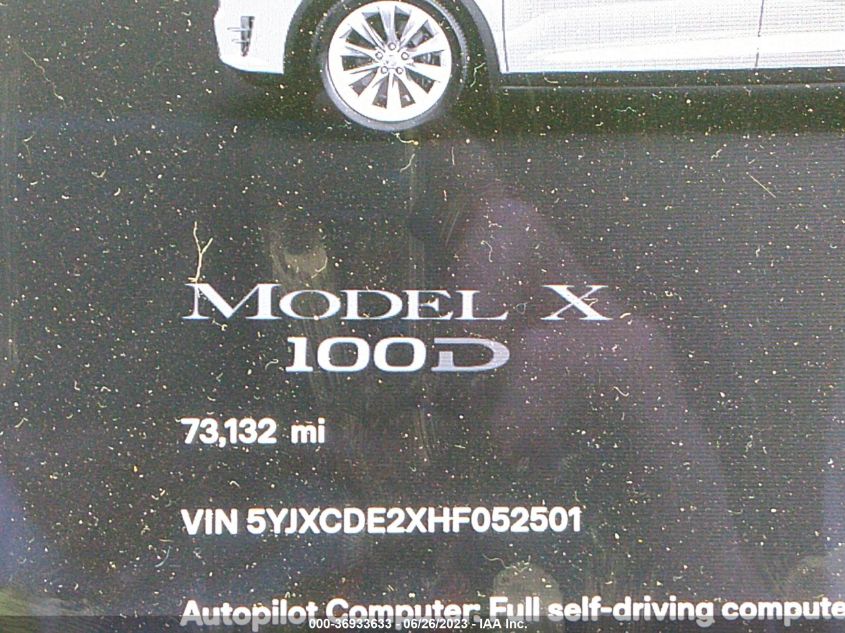 MODEL X
100D
73,132 mi
VIN 5YJXCDE2XHF052501
Autopilot Computer: Full self-driving compute
000-36933633 06/26/2023 - IAA Inc.